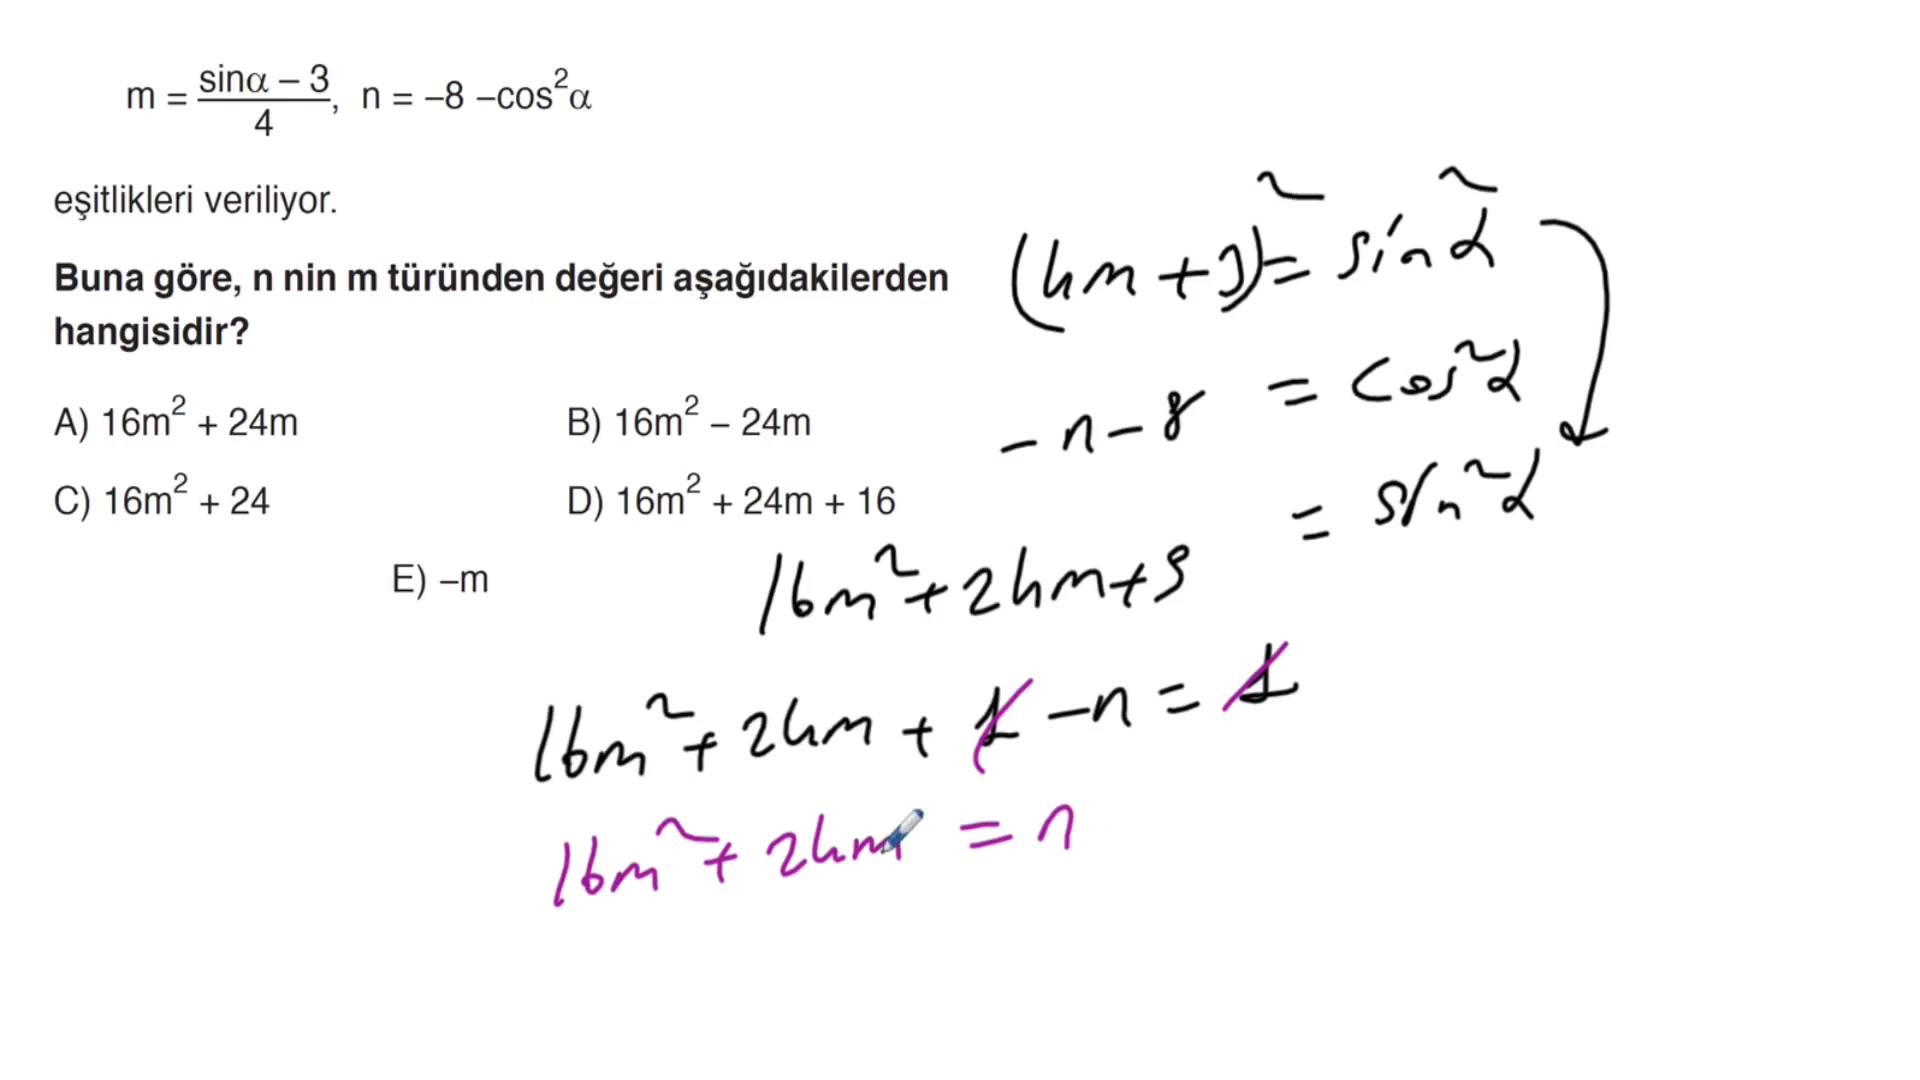 m = (sinα – 3)/4, n = –8 –cos²α
eşitlikleri veriliyor.
Buna göre, n nin m türünden değeri aşağıdakilerden
hangisidir?
A) 16m² + 24m
B) 16m² – 24m
C) 16m² + 24
D) 16m² + 24m + 16
E) –m
(4m + 3)² = sin²α
–n – 8 = cos²α
16m² + 24m + 9 = sin²α
16m² + 24m + 1 – n = 1
16m² + 24m = n